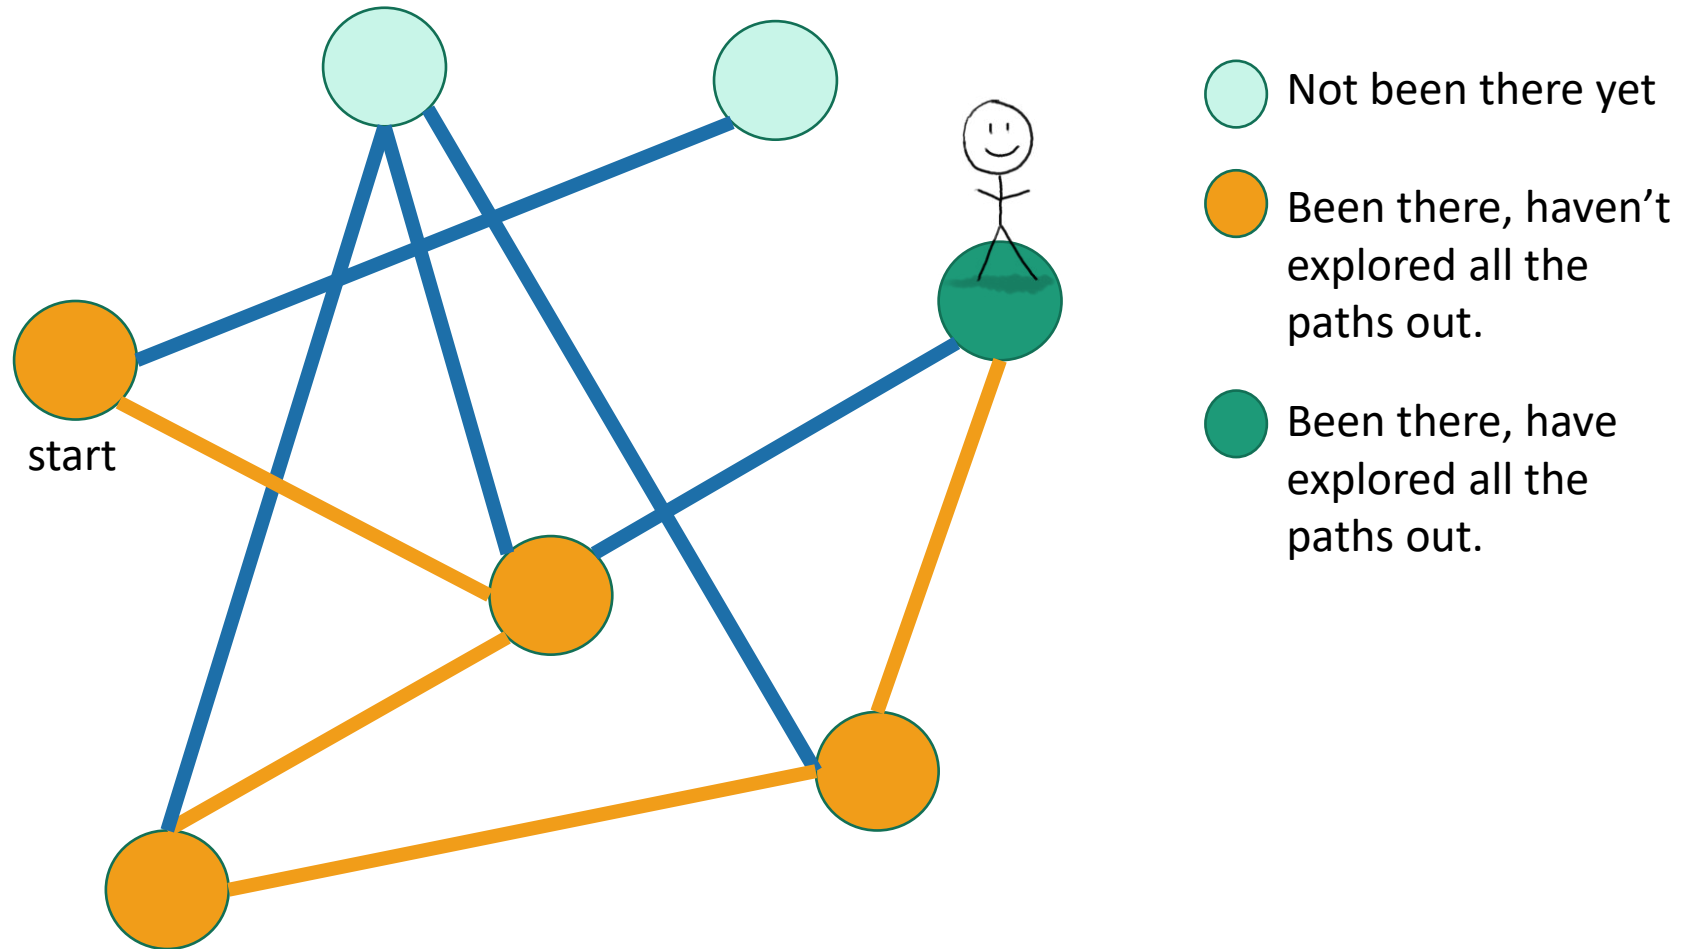 Not been there yet
Been there, haven’t
explored all the
paths out.
start
Been there, have
explored all the
paths out.